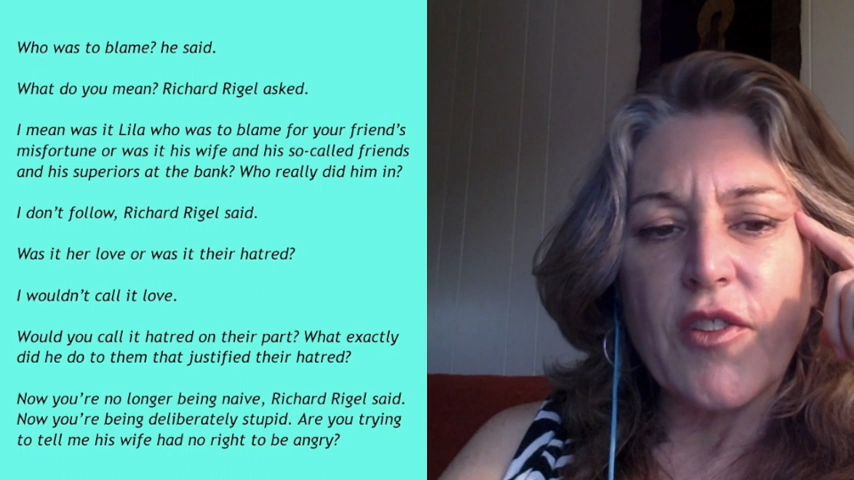 Who was to blame? he said.
What do you mean? Richard Rigel asked.
I mean was it Lila who was to blame for your friend's
misfortune or was it his wife and his so-called friends
and his superiors at the bank? Who really did him in?
I don't follow, Richard Rigel said.
Was it her love or was it their hatred?
I wouldn't call it love.
Would you call it hatred on their part? What exactly
did he do to them that justified their hatred?
Now you're no longer being naive, Richard Rigel said.
Now you're being deliberately stupid. Are you trying
to tell me his wife had no right to be angry?